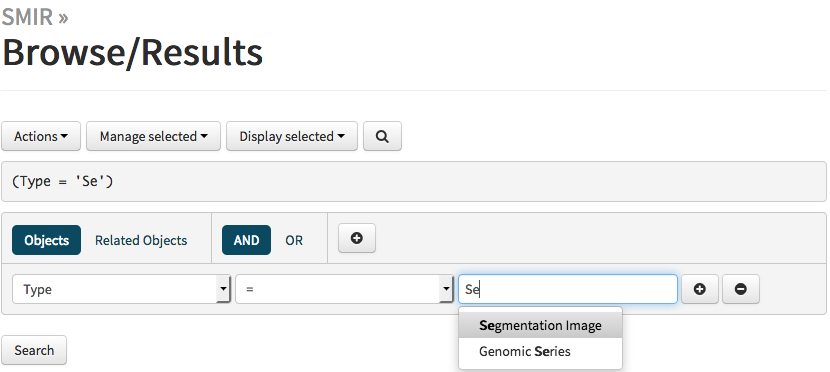 SMIR »
Browse/Results
Actions Manage selected Display selected
(Type = 'Se')
Objects Related Objects AND OR
Type = Se
Segmentation Image
Genomic Series
Search